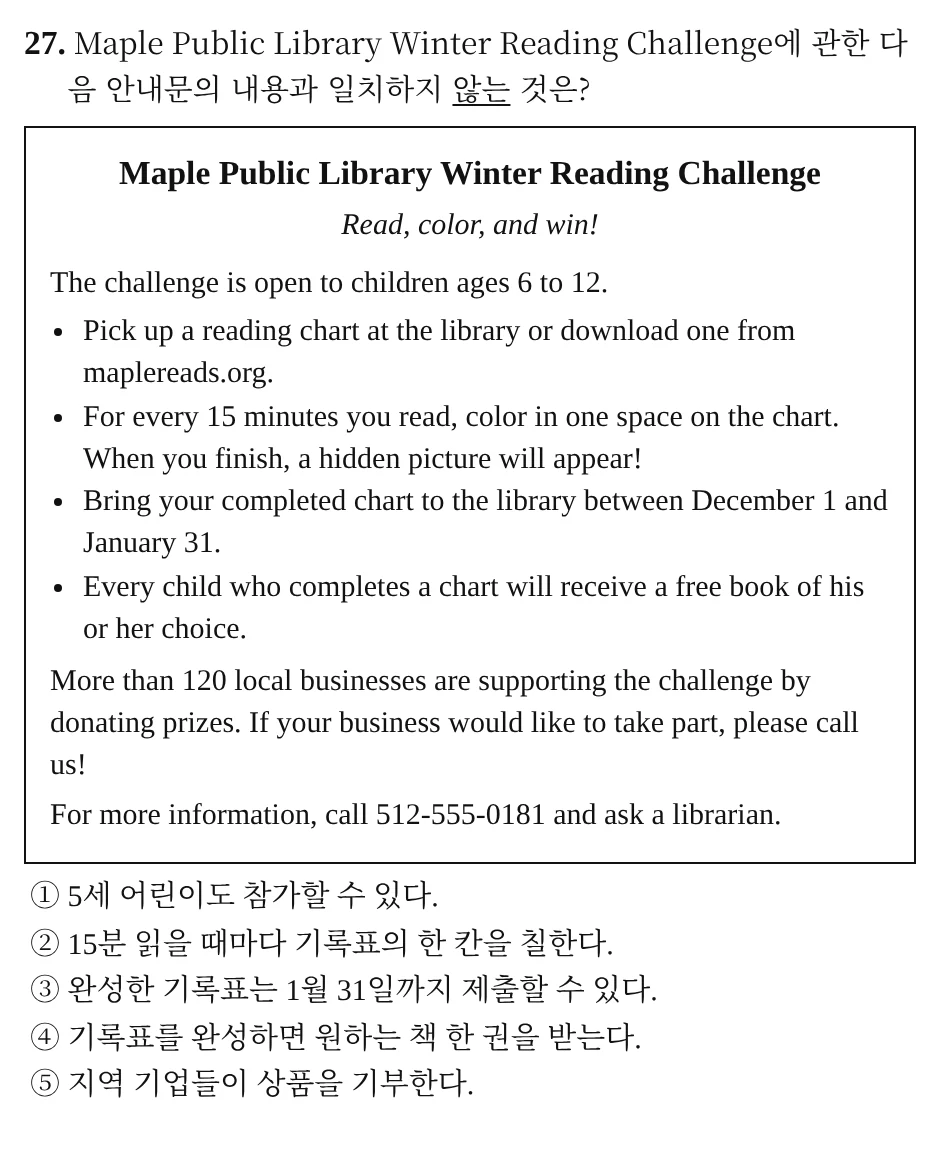 27. Maple Public Library Winter Reading Challenge에 관한 다
음 안내문의 내용과 일치하지 않는 것은?
Maple Public Library Winter Reading Challenge
Read, color, and win!
The challenge is open to children ages 6 to 12.
• Pick up a reading chart at the library or download one from
maplereads.org.
• For every 15 minutes you read, color in one space on the chart.
When you finish, a hidden picture will appear!
• Bring your completed chart to the library between December 1 and
January 31.
• Every child who completes a chart will receive a free book of his
or her choice.
More than 120 local businesses are supporting the challenge by
donating prizes. If your business would like to take part, please call
us!
For more information, call 512-555-0181 and ask a librarian.
① 5세 어린이도 참가할 수 있다.
② 15분 읽을 때마다 기록표의 한 칸을 칠한다.
③ 완성한 기록표는 1월 31일까지 제출할 수 있다.
④ 기록표를 완성하면 원하는 책 한 권을 받는다.
⑤ 지역 기업들이 상품을 기부한다.